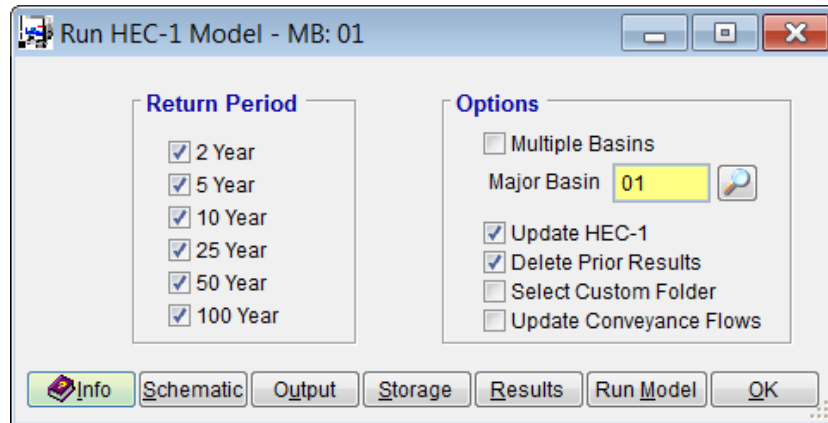 Run HEC-1 Model - MB: 01
Return Period
2 Year
5 Year
10 Year
25 Year
50 Year
100 Year
Options
Multiple Basins
Major Basin 01
Update HEC-1
Delete Prior Results
Select Custom Folder
Update Conveyance Flows
Info Schematic Output Storage Results Run Model OK